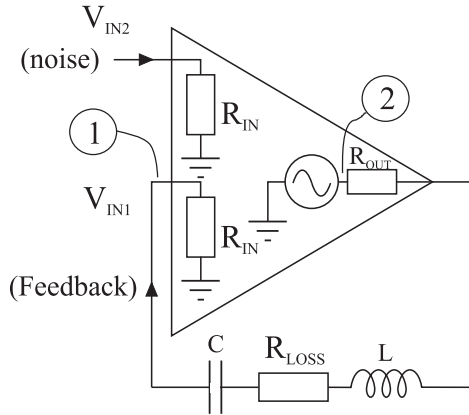 V_IN2
(noise)
R_IN
1
2
R_OUT
V_IN1
R_IN
(Feedback)
C
R_LOSS
L